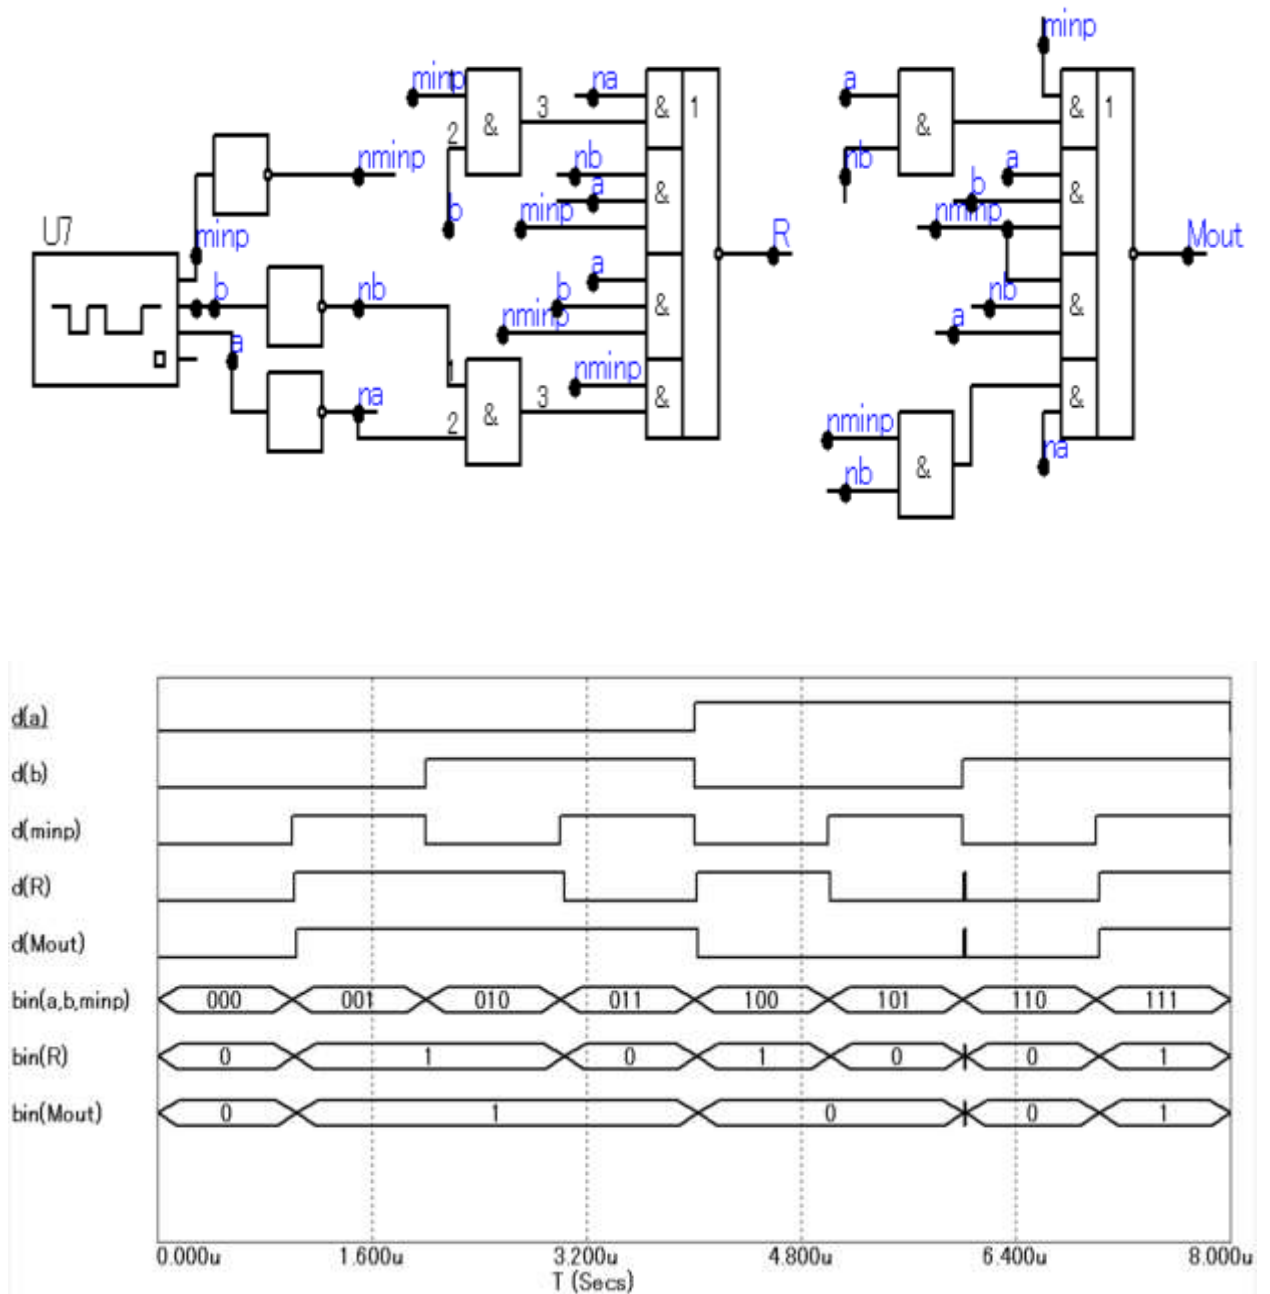 minp
minp
na
a
3
&
1
1
&
&
2
&
1
nminp
nb
a
nb
a
&
b
&
b
minp
nminp
U7
minp
R
Mout
a
b
nb
b
&
nb
&
nminp
a
a
1
nminp
na
3
&
&
&
2
nminp
na
nb
&
d(a)
d(b)
d(minp)
d(R)
d(Mout)
bin(a,b,minp) 000 001 010 011 100 101 110 111
bin(R) 0 1 0 1 0 0 1
bin(Mout) 0 1 0 0 1
0.000u 1.600u 3.200u 4.800u 6.400u 8.000u
T (Secs)